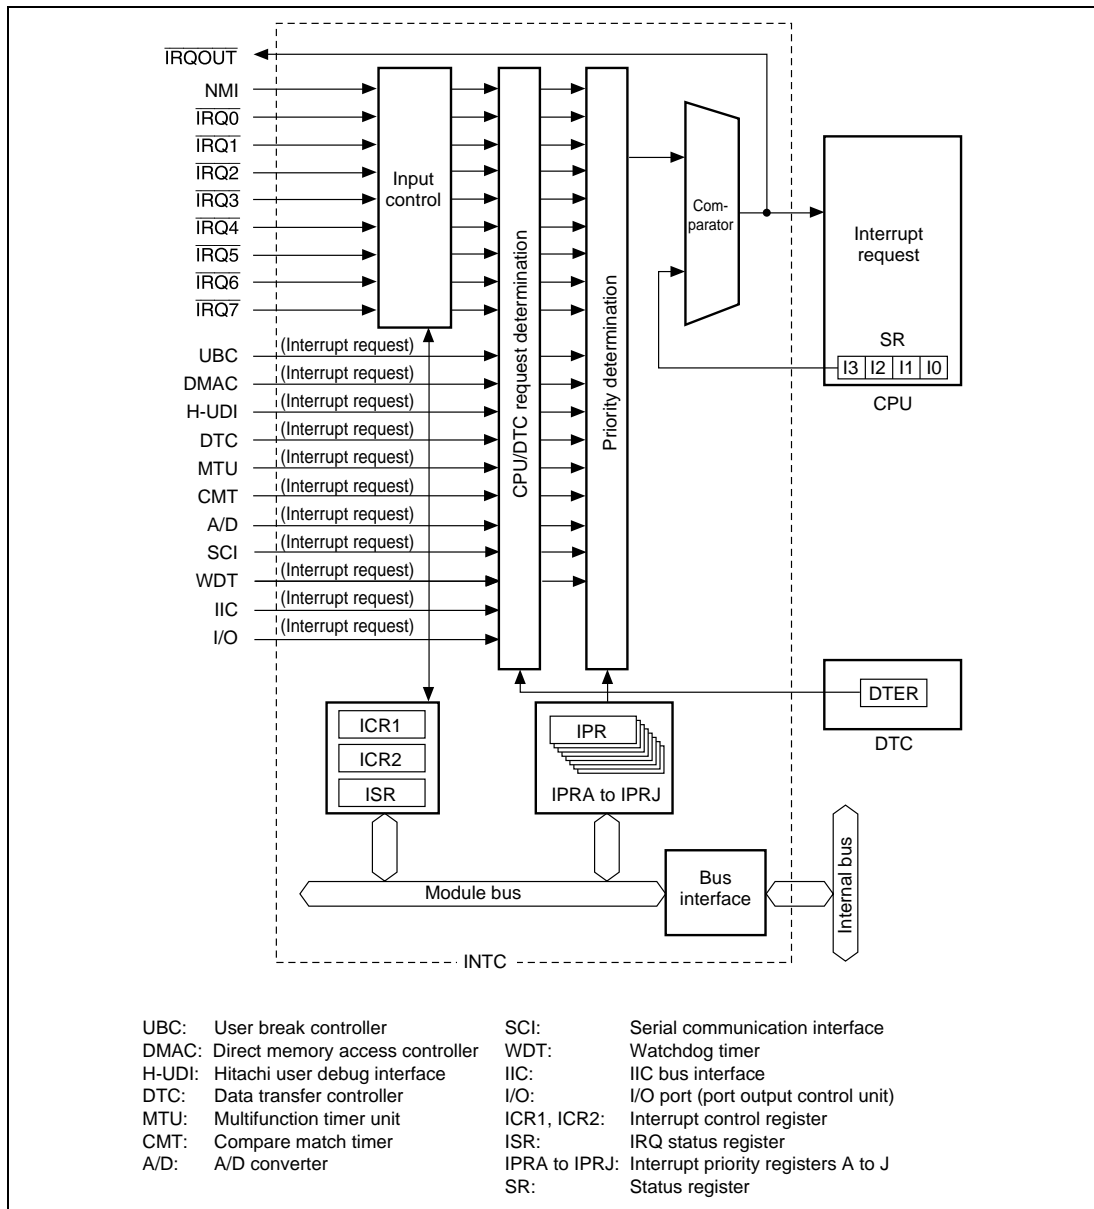 IRQOUT
NMI
IRQ0
IRQ1
IRQ2
IRQ3
IRQ4
IRQ5
IRQ6
IRQ7
UBC (Interrupt request)
DMAC (Interrupt request)
H-UDI (Interrupt request)
DTC (Interrupt request)
MTU (Interrupt request)
CMT (Interrupt request)
A/D (Interrupt request)
SCI (Interrupt request)
WDT (Interrupt request)
IIC (Interrupt request)
I/O (Interrupt request)
Input
control
CPU/DTC request determination
Priority determination
Com-
parator
Interrupt
request
SR
I3 I2 I1 I0
CPU
DTER
DTC
ICR1
ICR2
ISR
IPR
IPRA to IPRJ
Module bus
Bus
interface
Internal bus
INTC
UBC: User break controller
DMAC: Direct memory access controller
H-UDI: Hitachi user debug interface
DTC: Data transfer controller
MTU: Multifunction timer unit
CMT: Compare match timer
A/D: A/D converter
SCI: Serial communication interface
WDT: Watchdog timer
IIC: IIC bus interface
I/O: I/O port (port output control unit)
ICR1, ICR2: Interrupt control register
ISR: IRQ status register
IPRA to IPRJ: Interrupt priority registers A to J
SR: Status register